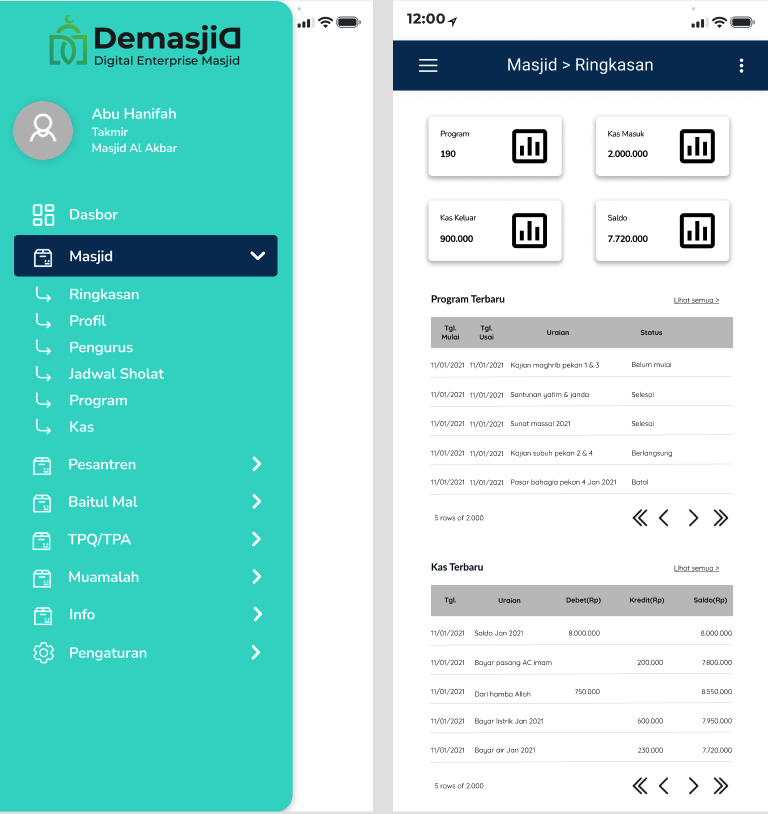 DemasjiD
Digital Enterprise Masjid
Abu Hanifah
Takmir
Masjid Al Akbar
Dasbor
Masjid
Ringkasan
Profil
Pengurus
Jadwal Sholat
Program
Kas
Pesantren
Baitul Mal
TPQ/TPA
Muamalah
Info
Pengaturan
12:00
Masjid > Ringkasan
Program
190
Kas Masuk
2.000.000
Kas Keluar
900.000
Saldo
7.720.000
Program Terbaru
Lihat semua >
Tgl. Mulai Tgl. Usai Uraian Status
11/01/2021 11/01/2021 Kajian maghrib pekan 1 & 3 Belum mulai
11/01/2021 11/01/2021 Santunan yatim & janda Selesai
11/01/2021 11/01/2021 Sunat massal 2021 Selesai
11/01/2021 11/01/2021 Kajian subuh pekan 2 & 4 Berlangsung
11/01/2021 11/01/2021 Pasar bahagia pekan 4 Jan 2021 Batal
5 rows of 2.000
Kas Terbaru
Lihat semua >
Tgl. Uraian Debet(Rp) Kredit(Rp) Saldo(Rp)
11/01/2021 Saldo Jan 2021 8.000.000 8.000.000
11/01/2021 Bayar pasang AC imam 200.000 7.800.000
11/01/2021 Dari hamba Alloh 750.000 8.550.000
11/01/2021 Bayar listrik Jan 2021 600.000 7.950.000
11/01/2021 Bayar air Jan 2021 230.000 7.720.000
5 rows of 2.000